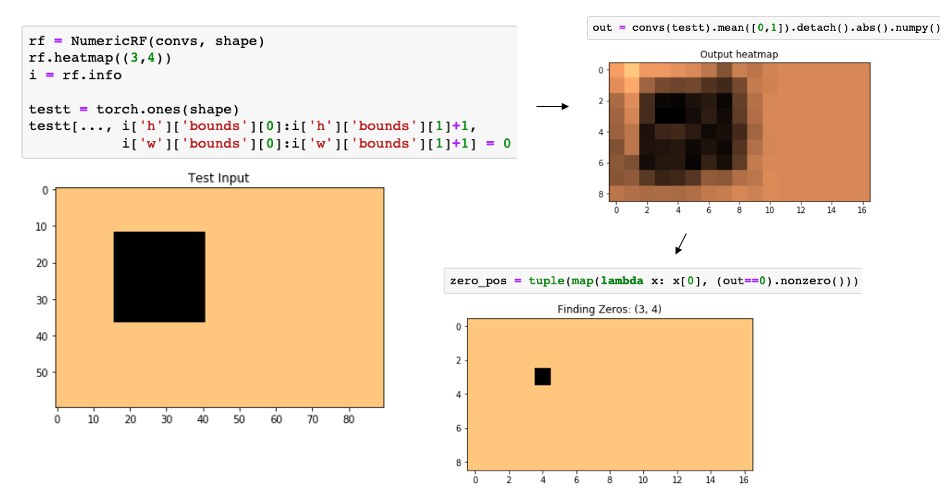 rf = NumericRF(convs, shape)
rf.heatmap((3,4))
i = rf.info
testt = torch.ones(shape)
testt[..., i['h']['bounds'][0]:i['h']['bounds'][1]+1,
i['w']['bounds'][0]:i['w']['bounds'][1]+1] = 0
Test Input
0
10
20
30
40
50
0 10 20 30 40 50 60 70 80
out = convs(testt).mean([0,1]).detach().abs().numpy()
Output heatmap
0
2
4
6
8
0 2 4 6 8 10 12 14 16
zero_pos = tuple(map(lambda x: x[0], (out==0).nonzero()))
Finding Zeros: (3, 4)
0
2
4
6
8
0 2 4 6 8 10 12 14 16